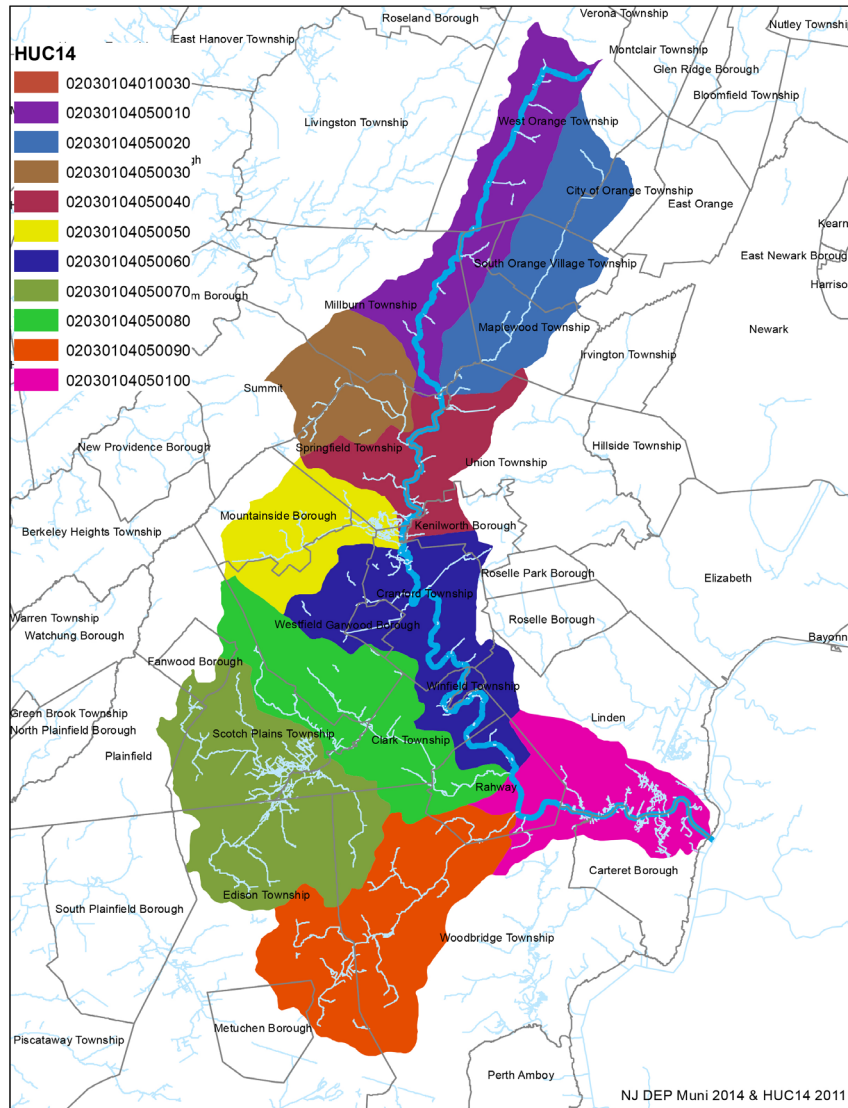 Roseland Borough
Verona Township
Nutley Township
East Hanover Township
Montclair Township
HUC14
Glen Ridge Borough
02030104010030
Bloomfield Township
02030104050010
Livingston Township
West Orange Township
02030104050020
02030104050030
City of Orange Township
02030104050040
East Orange
02030104050050
Kearn
02030104050060
South Orange Village Township
East Newark Boroug
02030104050070
Harriso
m Borough
Millburn Township
02030104050080
Maplewood Township
Newark
02030104050090
Irvington Township
02030104050100
Summit
New Providence Borough
Springfield Township
Hillside Township
Union Township
Mountainside Borough
Kenilworth Borough
Berkeley Heights Township
Roselle Park Borough
Elizabeth
Cranford Township
Warren Township
Roselle Borough
Westfield
Garwood Borough
Watchung Borough
Bayonn
Fanwood Borough
Winfield Township
Green Brook Township
Linden
North Plainfield Borough
Scotch Plains Township
Clark Township
Plainfield
Rahway
Carteret Borough
Edison Township
South Plainfield Borough
Woodbridge Township
Metuchen Borough
Piscataway Township
Perth Amboy
NJ DEP Muni 2014 & HUC14 2011